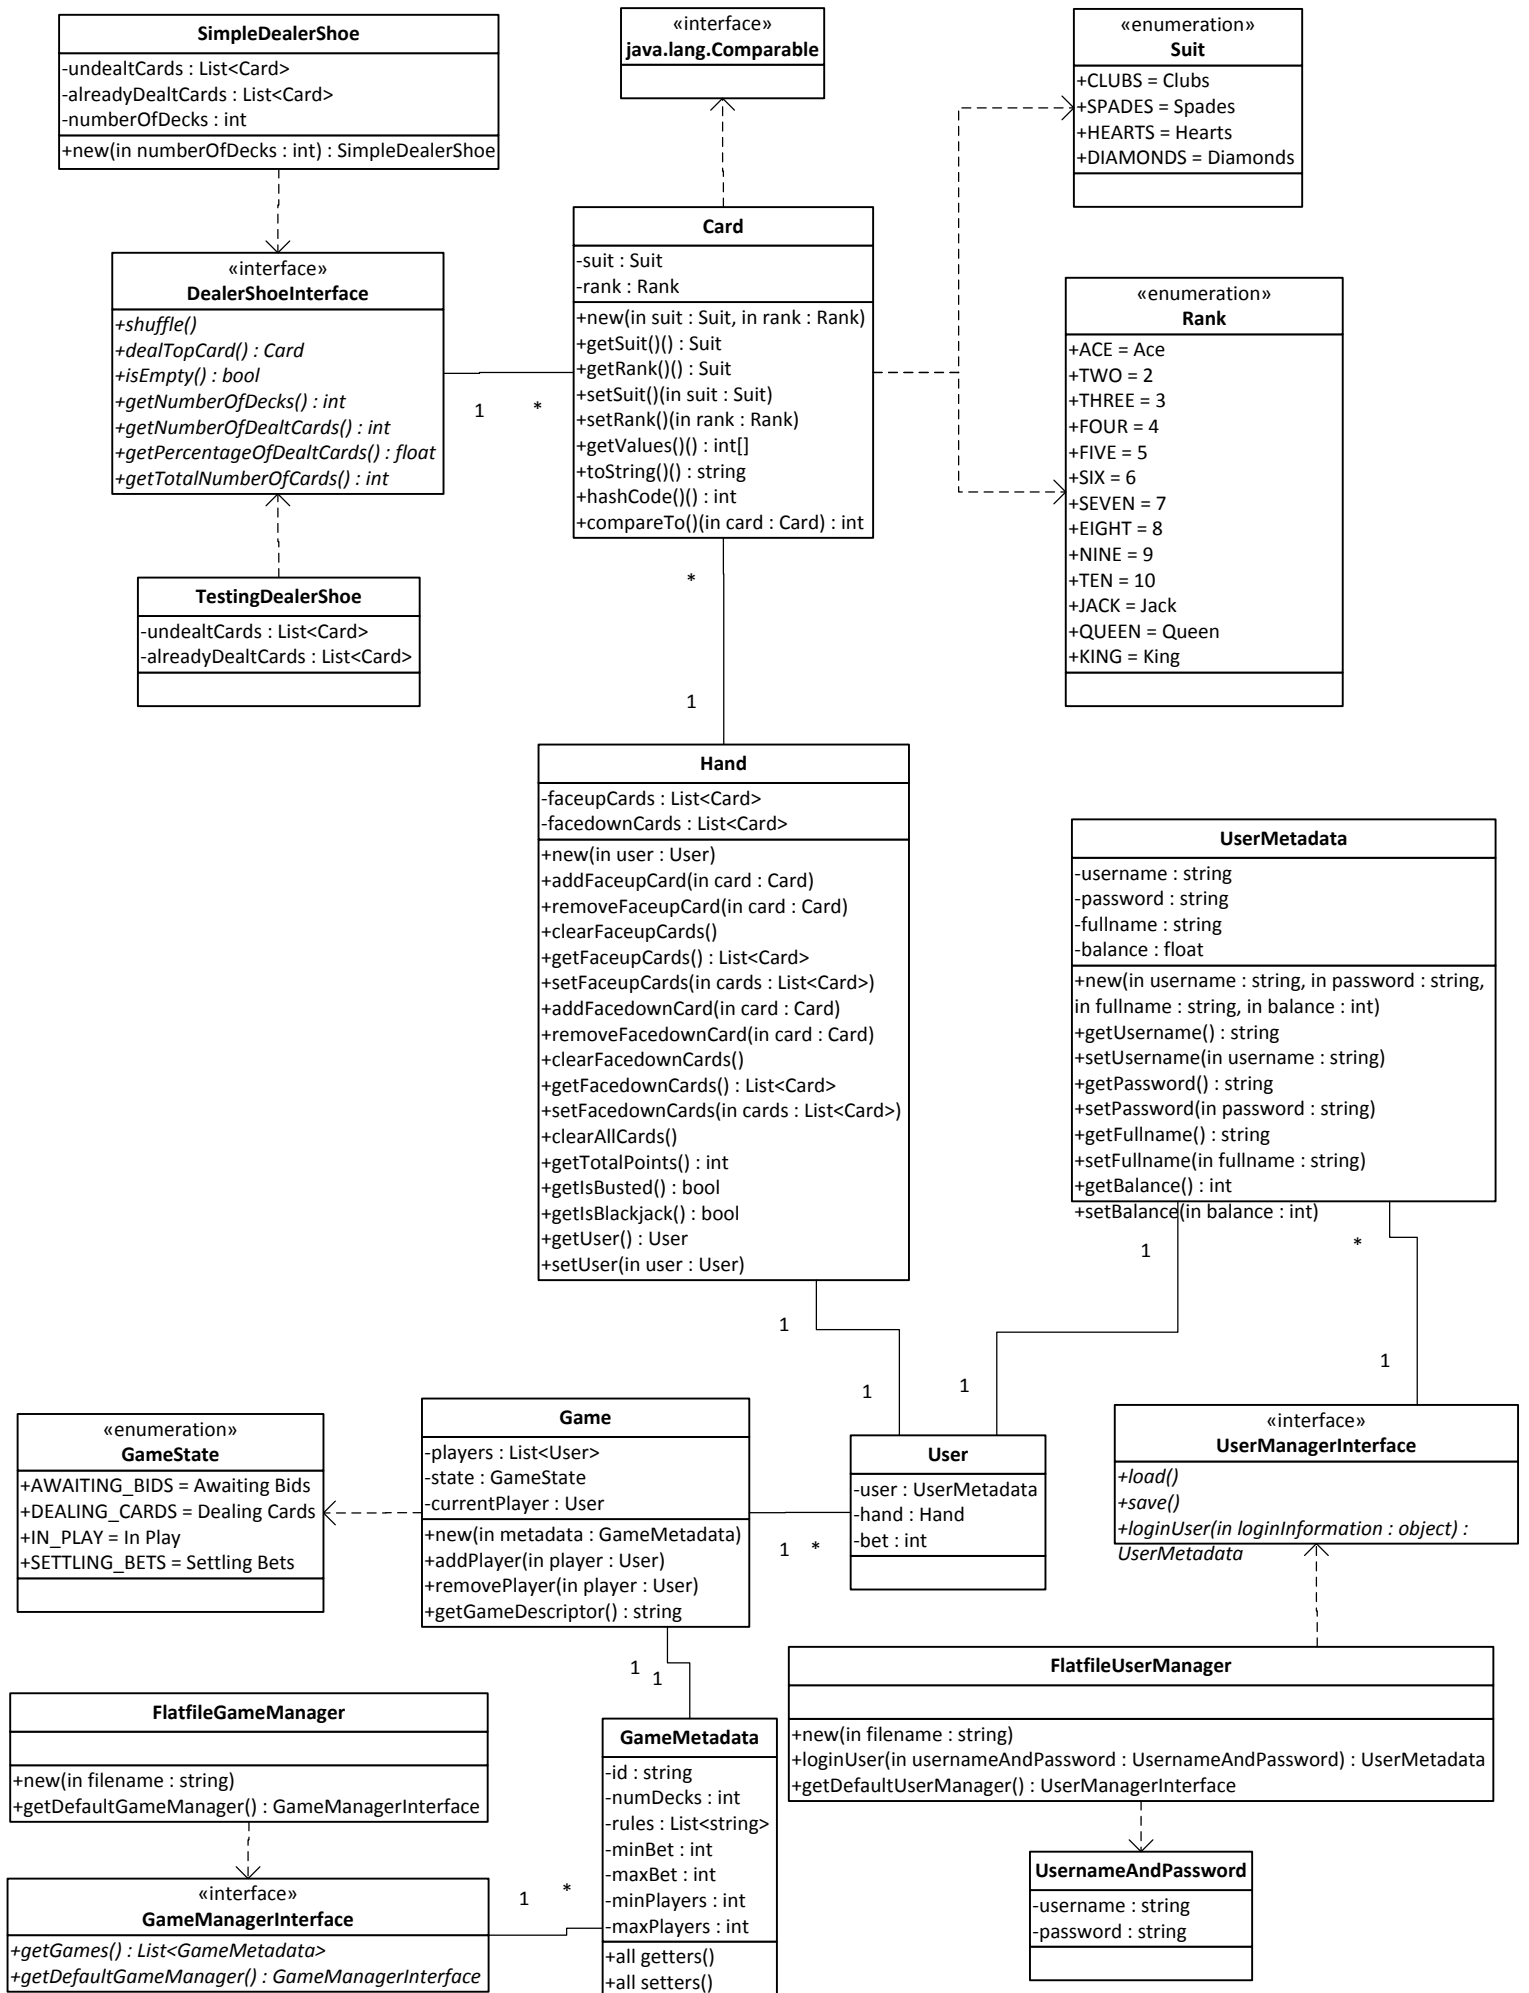 SimpleDealerShoe
-undealtCards : List<Card>
-alreadyDealtCards : List<Card>
-numberOfDecks : int
+new(in numberOfDecks : int) : SimpleDealerShoe
«interface»
java.lang.Comparable
«enumeration»
Suit
+CLUBS = Clubs
+SPADES = Spades
+HEARTS = Hearts
+DIAMONDS = Diamonds
«interface»
DealerShoeInterface
+shuffle()
+dealTopCard() : Card
+isEmpty() : bool
+getNumberOfDecks() : int
+getNumberOfDealtCards() : int
+getPercentageOfDealtCards() : float
+getTotalNumberOfCards() : int
1
*
Card
-suit : Suit
-rank : Rank
+new(in suit : Suit, in rank : Rank)
+getSuit()() : Suit
+getRank()() : Suit
+setSuit()(in suit : Suit)
+setRank()(in rank : Rank)
+getValues()() : int[]
+toString()() : string
+hashCode()() : int
+compareTo()(in card : Card) : int
«enumeration»
Rank
+ACE = Ace
+TWO = 2
+THREE = 3
+FOUR = 4
+FIVE = 5
+SIX = 6
+SEVEN = 7
+EIGHT = 8
+NINE = 9
+TEN = 10
+JACK = Jack
+QUEEN = Queen
+KING = King
TestingDealerShoe
-undealtCards : List<Card>
-alreadyDealtCards : List<Card>
*
1
Hand
-faceupCards : List<Card>
-facedownCards : List<Card>
+new(in user : User)
+addFaceupCard(in card : Card)
+removeFaceupCard(in card : Card)
+clearFaceupCards()
+getFaceupCards() : List<Card>
+setFaceupCards(in cards : List<Card>)
+addFacedownCard(in card : Card)
+removeFacedownCard(in card : Card)
+clearFacedownCards()
+getFacedownCards() : List<Card>
+setFacedownCards(in cards : List<Card>)
+clearAllCards()
+getTotalPoints() : int
+getIsBusted() : bool
+getIsBlackjack() : bool
+getUser() : User
+setUser(in user : User)
UserMetadata
-username : string
-password : string
-fullname : string
-balance : float
+new(in username : string, in password : string,
in fullname : string, in balance : int)
+getUsername() : string
+setUsername(in username : string)
+getPassword() : string
+setPassword(in password : string)
+getFullname() : string
+setFullname(in fullname : string)
+getBalance() : int
+setBalance(in balance : int)
1
*
1
1
1
1
«enumeration»
GameState
+AWAITING_BIDS = Awaiting Bids
+DEALING_CARDS = Dealing Cards
+IN_PLAY = In Play
+SETTLING_BETS = Settling Bets
Game
-players : List<User>
-state : GameState
-currentPlayer : User
+new(in metadata : GameMetadata)
+addPlayer(in player : User)
+removePlayer(in player : User)
+getGameDescriptor() : string
1
*
User
-user : UserMetadata
-hand : Hand
-bet : int
«interface»
UserManagerInterface
+load()
+save()
+loginUser(in loginInformation : object) :
UserMetadata
1
1
FlatfileUserManager
+new(in filename : string)
+loginUser(in usernameAndPassword : UsernameAndPassword) : UserMetadata
+getDefaultUserManager() : UserManagerInterface
FlatfileGameManager
+new(in filename : string)
+getDefaultGameManager() : GameManagerInterface
GameMetadata
-id : string
-numDecks : int
-rules : List<string>
-minBet : int
-maxBet : int
-minPlayers : int
-maxPlayers : int
+all getters()
+all setters()
UsernameAndPassword
-username : string
-password : string
«interface»
GameManagerInterface
+getGames() : List<GameMetadata>
+getDefaultGameManager() : GameManagerInterface
1
*